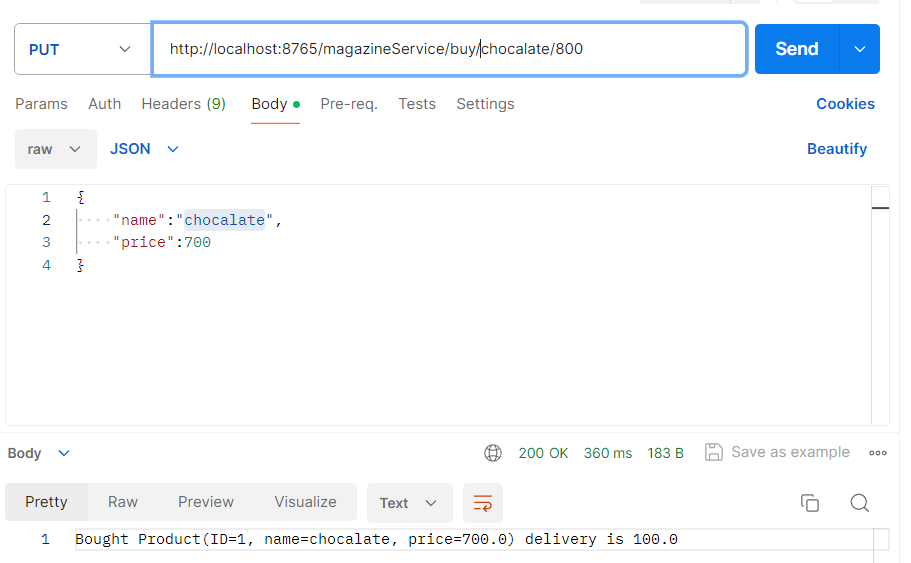 PUT http://localhost:8765/magazineService/buy/chocalate/800 Send
Params Auth Headers (9) Body Pre-req. Tests Settings Cookies
raw JSON Beautify
1 {
2 "name":"chocalate",
3 "price":700
4 }
Body 200 OK 360 ms 183 B Save as example
Pretty Raw Preview Visualize Text
1 Bought Product(ID=1, name=chocalate, price=700.0) delivery is 100.0